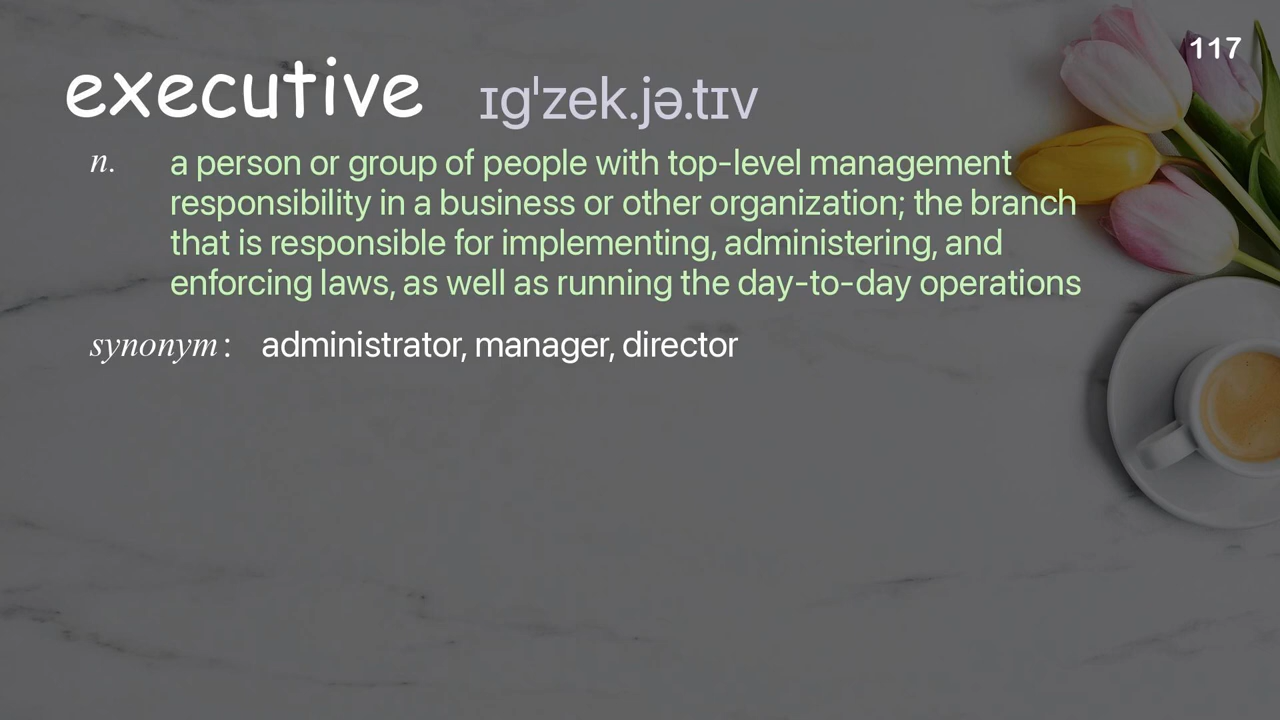 117
executive ɪɡˈzek.jə.tɪv
n. a person or group of people with top-level management
responsibility in a business or other organization; the branch
that is responsible for implementing, administering, and
enforcing laws, as well as running the day-to-day operations
synonym: administrator, manager, director